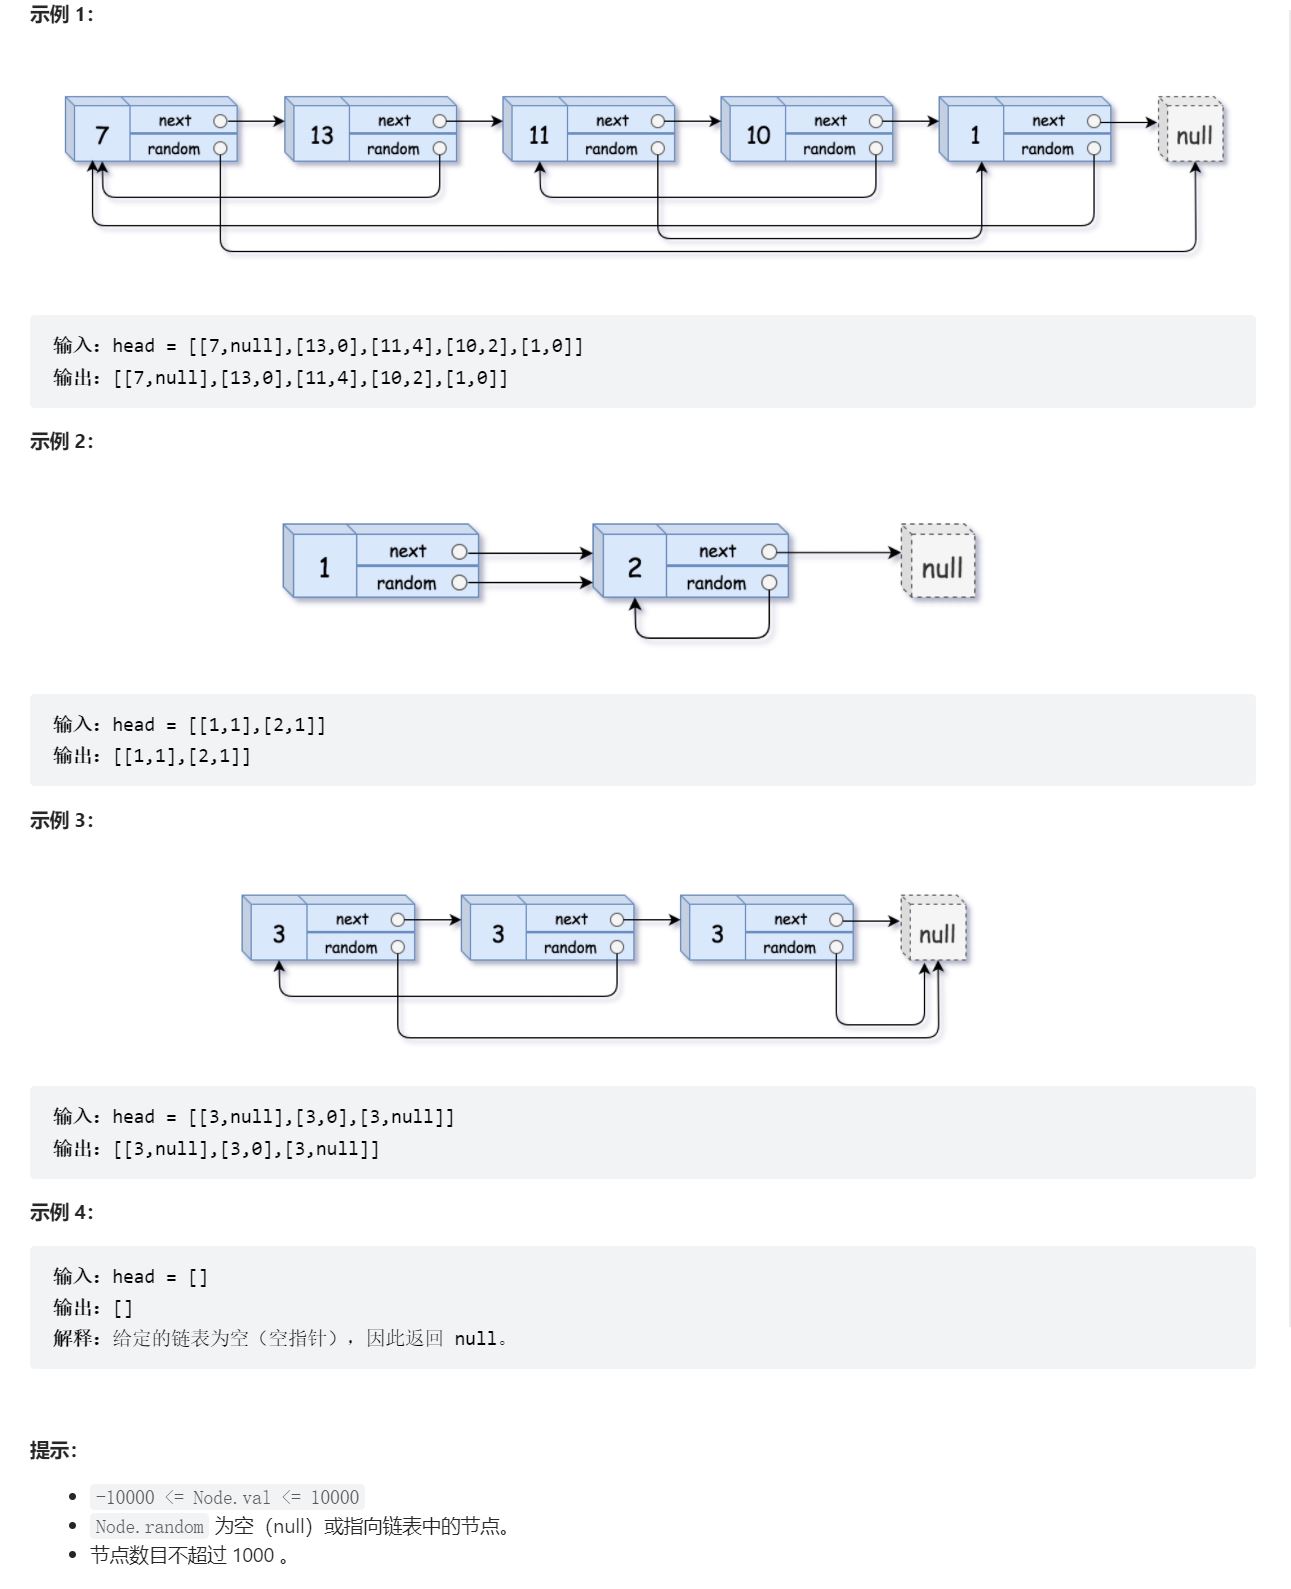 示例 1：
7 next random 13 next random 11 next random 10 next random 1 next random null
输入：head = [[7,null],[13,0],[11,4],[10,2],[1,0]]
输出：[[7,null],[13,0],[11,4],[10,2],[1,0]]
示例 2：
1 next random 2 next random null
输入：head = [[1,1],[2,1]]
输出：[[1,1],[2,1]]
示例 3：
3 next random 3 next random 3 next random null
输入：head = [[3,null],[3,0],[3,null]]
输出：[[3,null],[3,0],[3,null]]
示例 4：
输入：head = []
输出：[]
解释：给定的链表为空（空指针），因此返回 null。
提示：
-10000 <= Node.val <= 10000
Node.random 为空（null）或指向链表中的节点。
节点数目不超过 1000 。